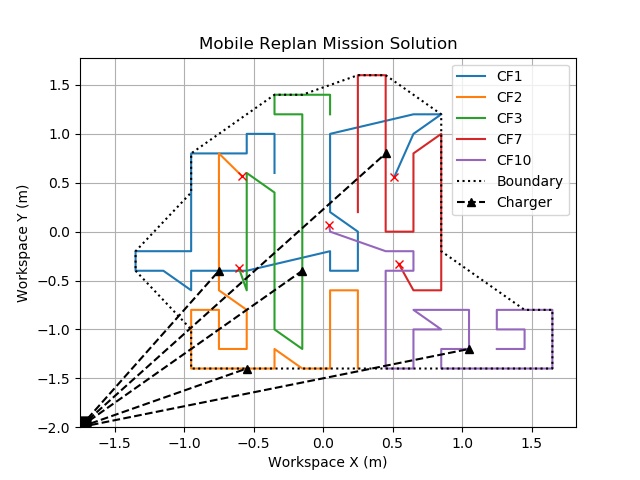 Mobile Replan Mission Solution
CF1
CF2
CF3
CF7
CF10
Boundary
Charger
Workspace Y (m)
1.5
1.0
0.5
0.0
−0.5
−1.0
−1.5
−2.0
−1.5 −1.0 −0.5 0.0 0.5 1.0 1.5
Workspace X (m)